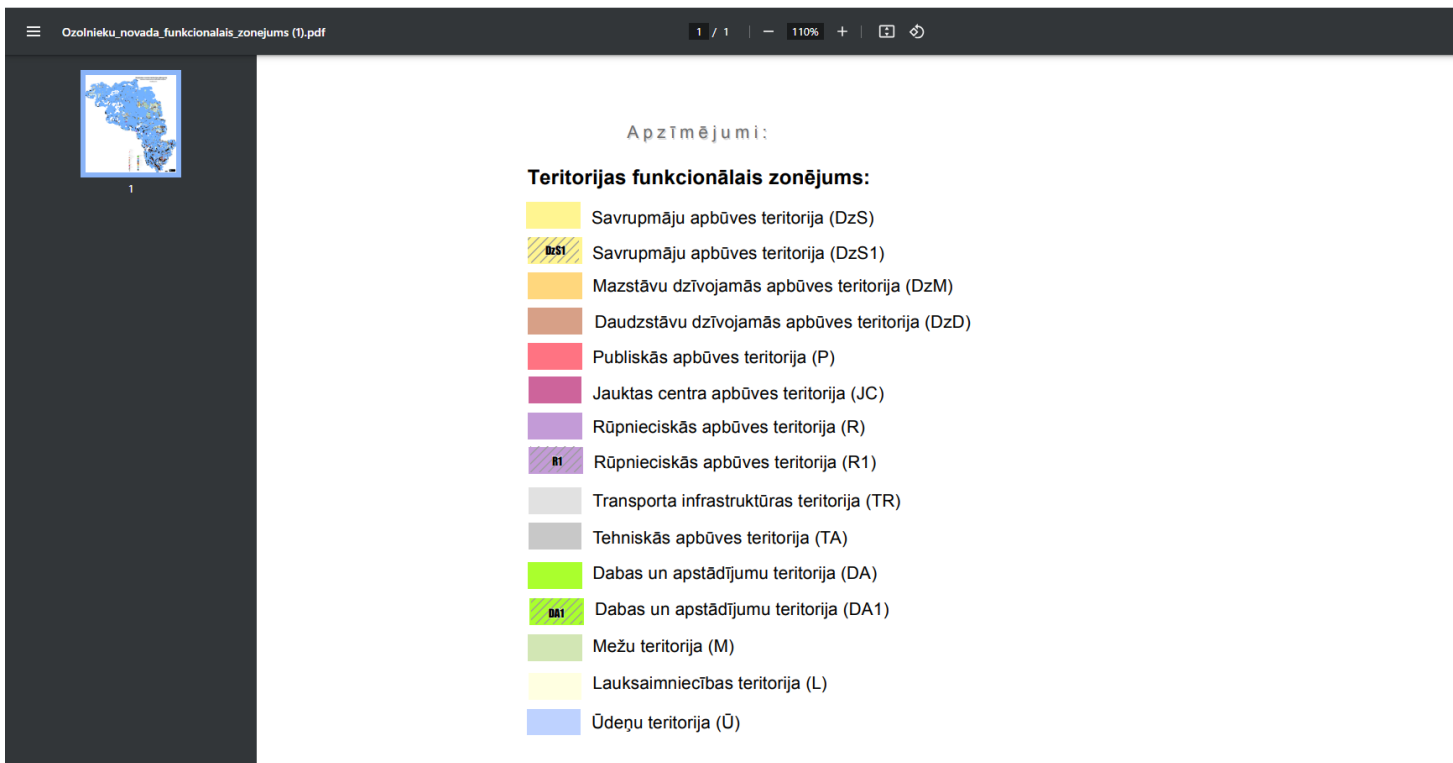 Ozolnieku_novada_funkcionalais_zonejums (1).pdf
1 / 1
110%
1
Apzīmējumi:
Teritorijas funkcionālais zonējums:
Savrupmāju apbūves teritorija (DzS)
DzS1 Savrupmāju apbūves teritorija (DzS1)
Mazstāvu dzīvojamās apbūves teritorija (DzM)
Daudzstāvu dzīvojamās apbūves teritorija (DzD)
Publiskās apbūves teritorija (P)
Jauktas centra apbūves teritorija (JC)
Rūpnieciskās apbūves teritorija (R)
R1 Rūpnieciskās apbūves teritorija (R1)
Transporta infrastruktūras teritorija (TR)
Tehniskās apbūves teritorija (TA)
Dabas un apstādījumu teritorija (DA)
DA1 Dabas un apstādījumu teritorija (DA1)
Mežu teritorija (M)
Lauksaimniecības teritorija (L)
Ūdeņu teritorija (Ū)